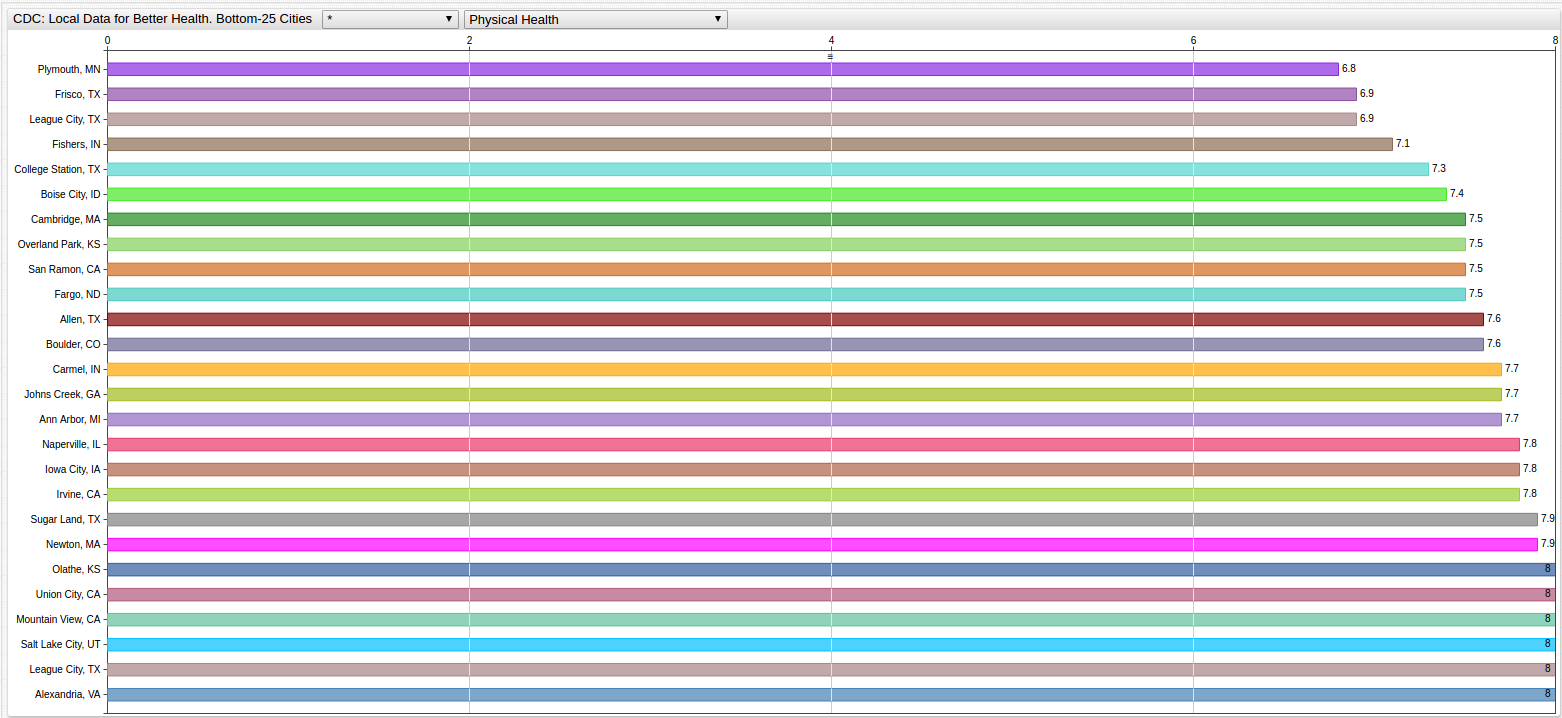 CDC: Local Data for Better Health. Bottom-25 Cities * ▼ Physical Health ▼
0 2 4 6 8
Plymouth, MN 6.8
Frisco, TX 6.9
League City, TX 6.9
Fishers, IN 7.1
College Station, TX 7.3
Boise City, ID 7.4
Cambridge, MA 7.5
Overland Park, KS 7.5
San Ramon, CA 7.5
Fargo, ND 7.5
Allen, TX 7.6
Boulder, CO 7.6
Carmel, IN 7.7
Johns Creek, GA 7.7
Ann Arbor, MI 7.7
Naperville, IL 7.8
Iowa City, IA 7.8
Irvine, CA 7.8
Sugar Land, TX 7.9
Newton, MA 7.9
Olathe, KS 8
Union City, CA 8
Mountain View, CA 8
Salt Lake City, UT 8
League City, TX 8
Alexandria, VA 8